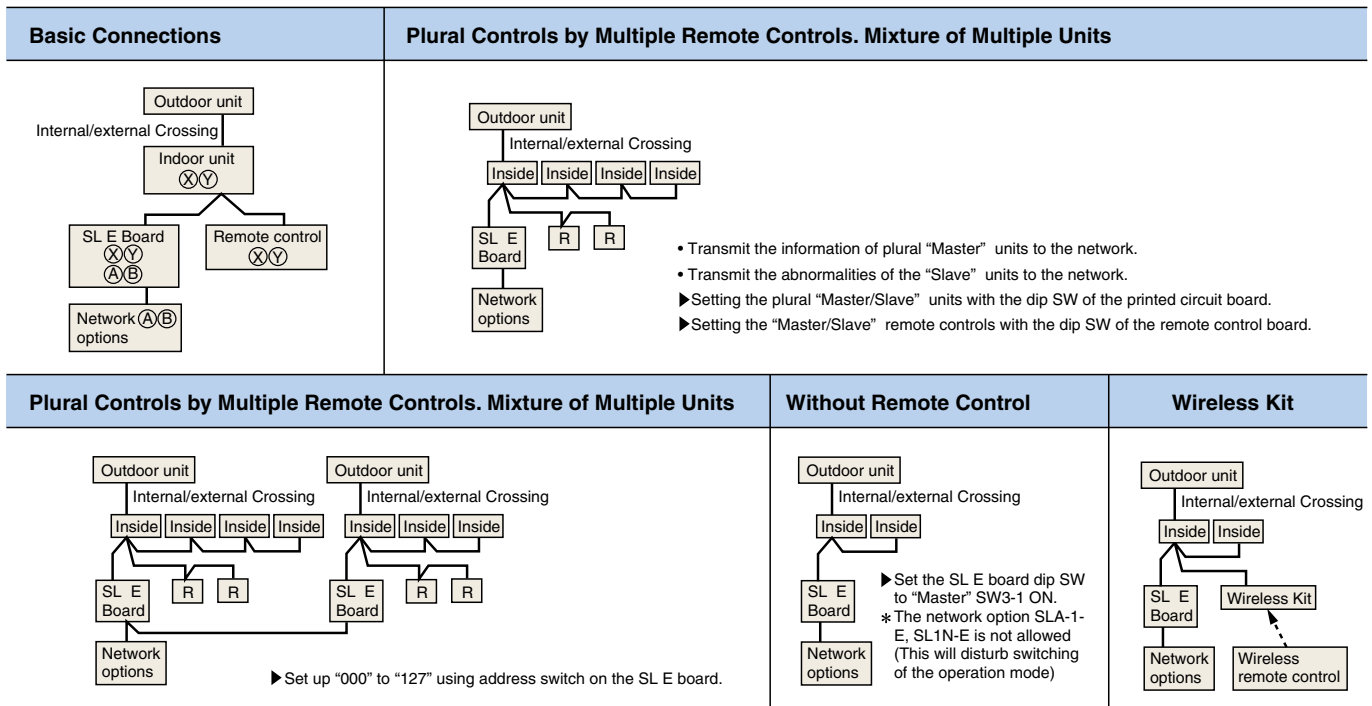 Basic Connections
Outdoor unit
Internal/external Crossing
Indoor unit
ⓍⓎ
SL E Board
ⓍⓎ
ⒶⒷ
Remote control
ⓍⓎ
Network ⒶⒷ
options
Plural Controls by Multiple Remote Controls. Mixture of Multiple Units
Outdoor unit
Internal/external Crossing
Inside Inside Inside Inside
SL E
Board
R R
Network
options
• Transmit the information of plural “Master” units to the network.
• Transmit the abnormalities of the “Slave” units to the network.
▶Setting the plural “Master/Slave” units with the dip SW of the printed circuit board.
▶Setting the “Master/Slave” remote controls with the dip SW of the remote control board.
Plural Controls by Multiple Remote Controls. Mixture of Multiple Units
Outdoor unit
Internal/external Crossing
Inside Inside Inside Inside
SL E
Board
R R
Network
options
Outdoor unit
Internal/external Crossing
Inside Inside Inside
SL E
Board
R R
▶Set up “000” to “127” using address switch on the SL E board.
Without Remote Control
Outdoor unit
Internal/external Crossing
Inside Inside
SL E
Board
Network
options
▶Set the SL E board dip SW
to “Master” SW3-1 ON.
*The network option SLA-1-
E, SL1N-E is not allowed
(This will disturb switching
of the operation mode)
Wireless Kit
Outdoor unit
Internal/external Crossing
Inside Inside
SL E
Board
Wireless Kit
Network
options
Wireless
remote control